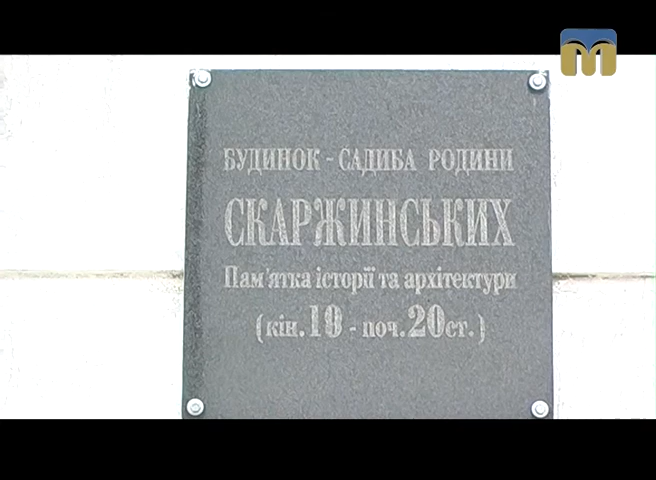 БУДИНОК - САДИБА РОДИНИ
СКАРЖИНСЬКИХ
Пам'ятка історії та архітектури
(кін.19 - поч.20ст.)